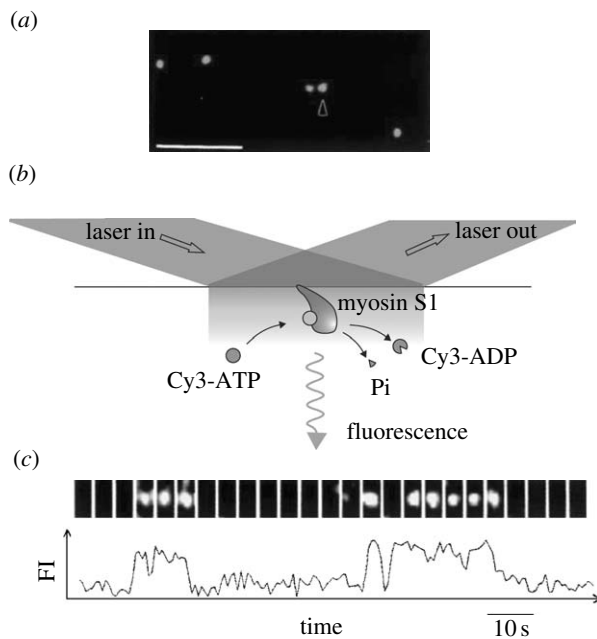 (a)
(b)
laser in
laser out
myosin S1
Cy3-ATP
Cy3-ADP
Pi
fluorescence
(c)
FI
time
10 s